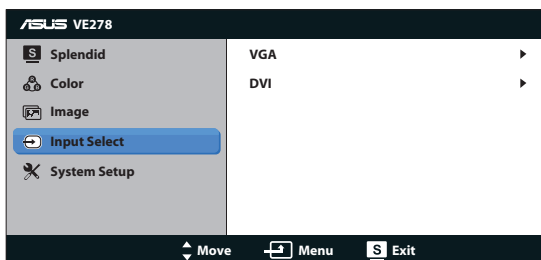 ASUS VE278
S Splendid
Color
Image
Input Select
System Setup
VGA
DVI
Move Menu S Exit